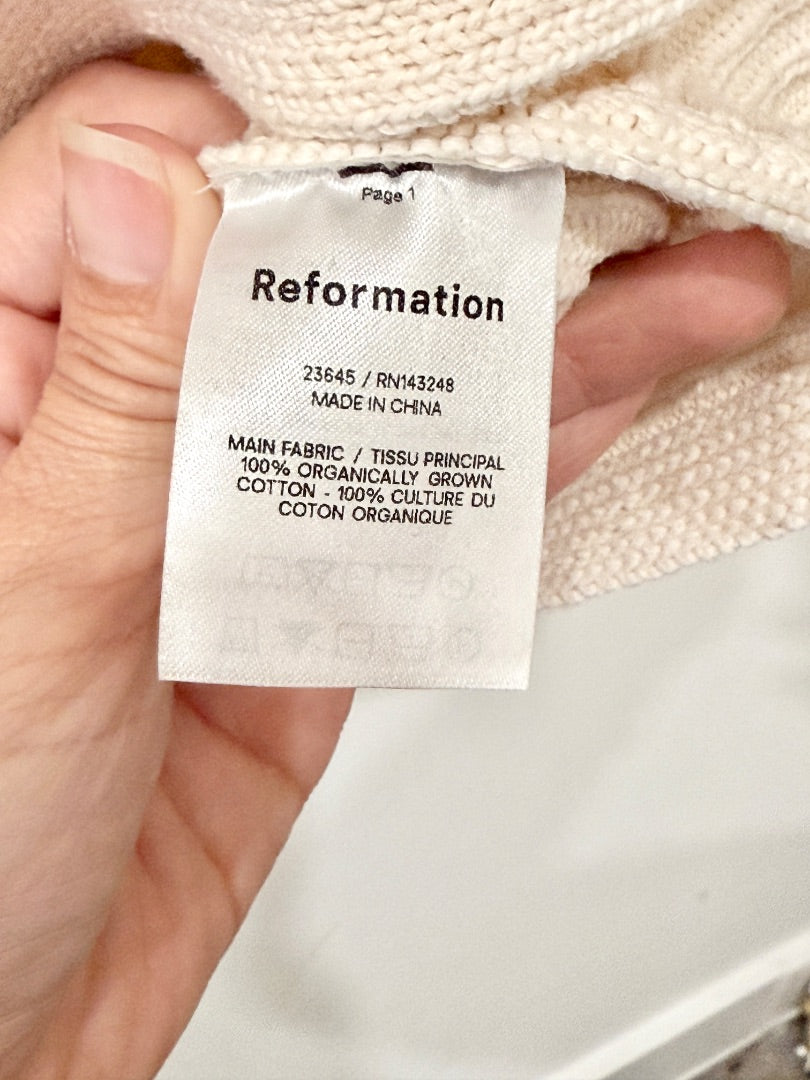 Page 1
Reformation
23645 / RN143248
MADE IN CHINA
MAIN FABRIC / TISSU PRINCIPAL
100% ORGANICALLY GROWN
COTTON - 100% CULTURE DU
COTON ORGANIQUE